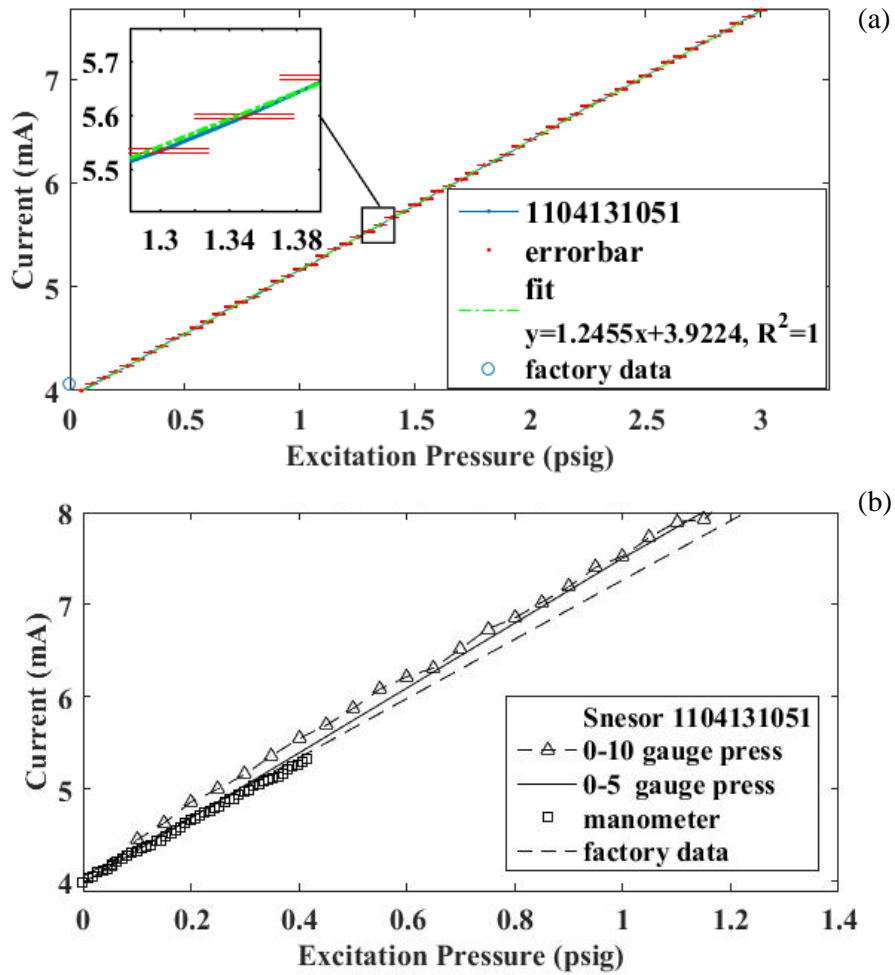 (a)
5.7
5.6
5.5
1.3 1.34 1.38
7
6
5
4
Current (mA)
1104131051
errorbar
fit
y=1.2455x+3.9224, R²=1
factory data
0 0.5 1 1.5 2 2.5 3
Excitation Pressure (psig)
(b)
8
7
6
5
4
Current (mA)
Snesor 1104131051
0-10 gauge press
0-5 gauge press
manometer
factory data
0 0.2 0.4 0.6 0.8 1 1.2 1.4
Excitation Pressure (psig)